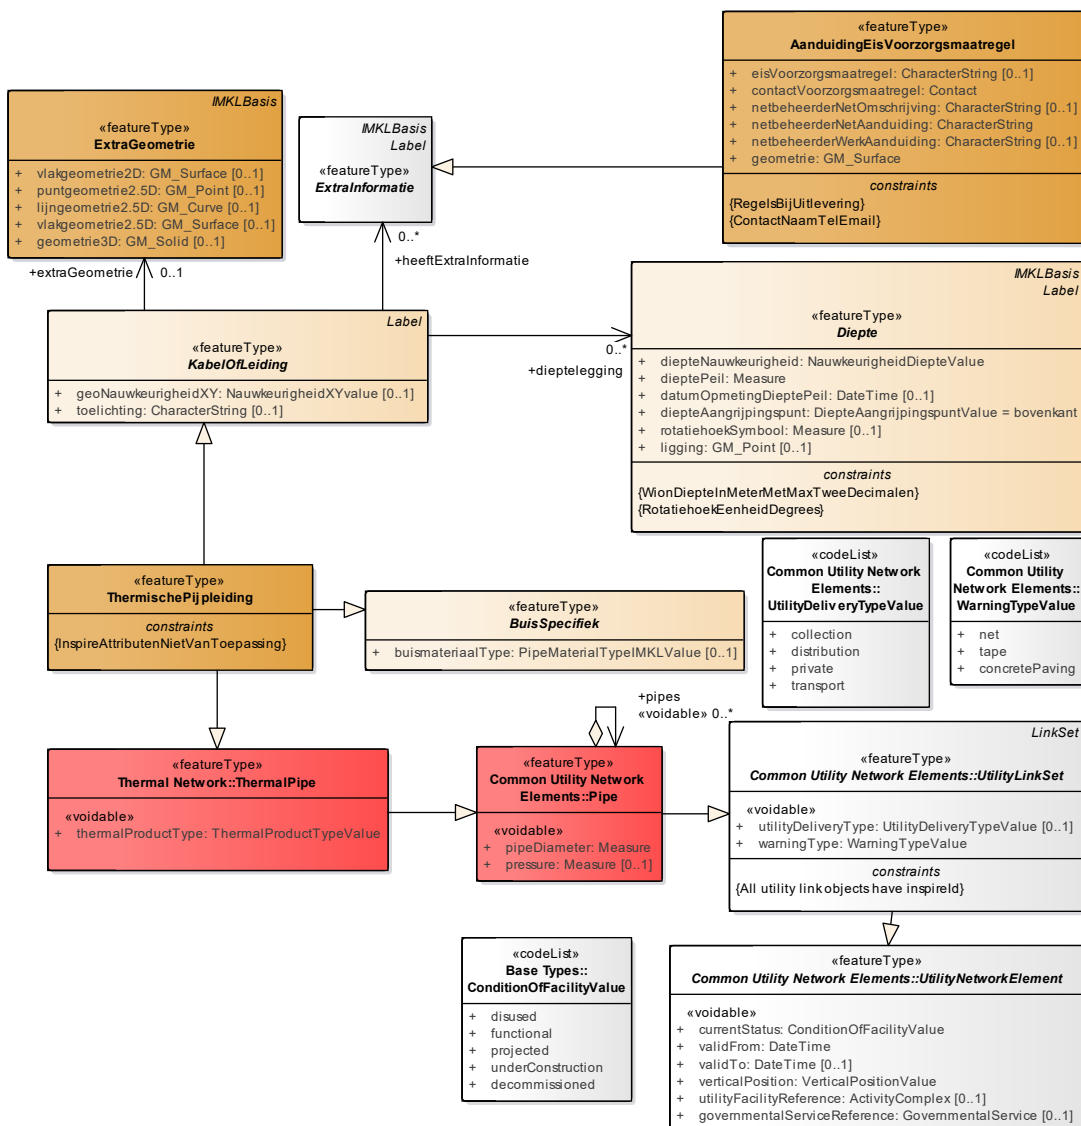 «featureType»
AanduidingEisVoorzorgsmaatregel
+ eisVoorzorgsmaatregel: CharacterString [0..1]
+ contactVoorzorgsmaatregel: Contact
+ netbeheerderNetOmschrijving: CharacterString [0..1]
+ netbeheerderNetAanduiding: CharacterString
+ netbeheerderWerkAanduiding: CharacterString [0..1]
+ geometrie: GM_Surface
constraints
{RegelsBijUitlevering}
{ContactNaamTelEmail}
IMKLBasis
«featureType»
ExtraGeometrie
+ vlakgeometrie2D: GM_Surface [0..1]
+ puntgeometrie2.5D: GM_Point [0..1]
+ lijngeometrie2.5D: GM_Curve [0..1]
+ vlakgeometrie2.5D: GM_Surface [0..1]
+ geometrie3D: GM_Solid [0..1]
IMKLBasis
Label
«featureType»
ExtraInformatie
0..*
+heeftExtraInformatie
+extraGeometrie 0..1
IMKLBasis
Label
«featureType»
Diepte
+ diepteNauwkeurigheid: NauwkeurigheidDiepteValue
+ dieptePeil: Measure
+ datumOpmetingDieptePeil: DateTime [0..1]
+ diepteAangrijpingspunt: DiepteAangrijpingspuntValue = bovenkant
+ rotatiehoekSymbool: Measure [0..1]
+ ligging: GM_Point [0..1]
constraints
{WionDiepteInMeterMetMaxTweeDecimalen}
{RotatiehoekEenheidDegrees}
Label
«featureType»
KabelOfLeiding
+ geoNauwkeurigheidXY: NauwkeurigheidXYvalue [0..1]
+ toelichting: CharacterString [0..1]
0..*
+dieptelegging
«codeList»
Common Utility Network
Elements::
UtilityDeliveryTypeValue
+ collection
+ distribution
+ private
+ transport
«codeList»
Common Utility
Network Elements::
WarningTypeValue
+ net
+ tape
+ concretePaving
«featureType»
ThermischePijpleiding
constraints
{InspireAttributenNietVanToepassing}
«featureType»
BuisSpecifiek
+ buismateriaalType: PipeMaterialTypeIMKLValue [0..1]
+pipes
«voidable» 0..*
«featureType»
Thermal Network::ThermalPipe
«voidable»
+ thermalProductType: ThermalProductTypeValue
«featureType»
Common Utility Network
Elements::Pipe
«voidable»
+ pipeDiameter: Measure
+ pressure: Measure [0..1]
LinkSet
«featureType»
Common Utility Network Elements::UtilityLinkSet
«voidable»
+ utilityDeliveryType: UtilityDeliveryTypeValue [0..1]
+ warningType: WarningTypeValue
constraints
{All utility link objects have inspireId}
«codeList»
Base Types::
ConditionOfFacilityValue
+ disused
+ functional
+ projected
+ underConstruction
+ decommissioned
«featureType»
Common Utility Network Elements::UtilityNetworkElement
«voidable»
+ currentStatus: ConditionOfFacilityValue
+ validFrom: DateTime
+ validTo: DateTime [0..1]
+ verticalPosition: VerticalPositionValue
+ utilityFacilityReference: ActivityComplex [0..1]
+ governmentalServiceReference: GovernmentalService [0..1]